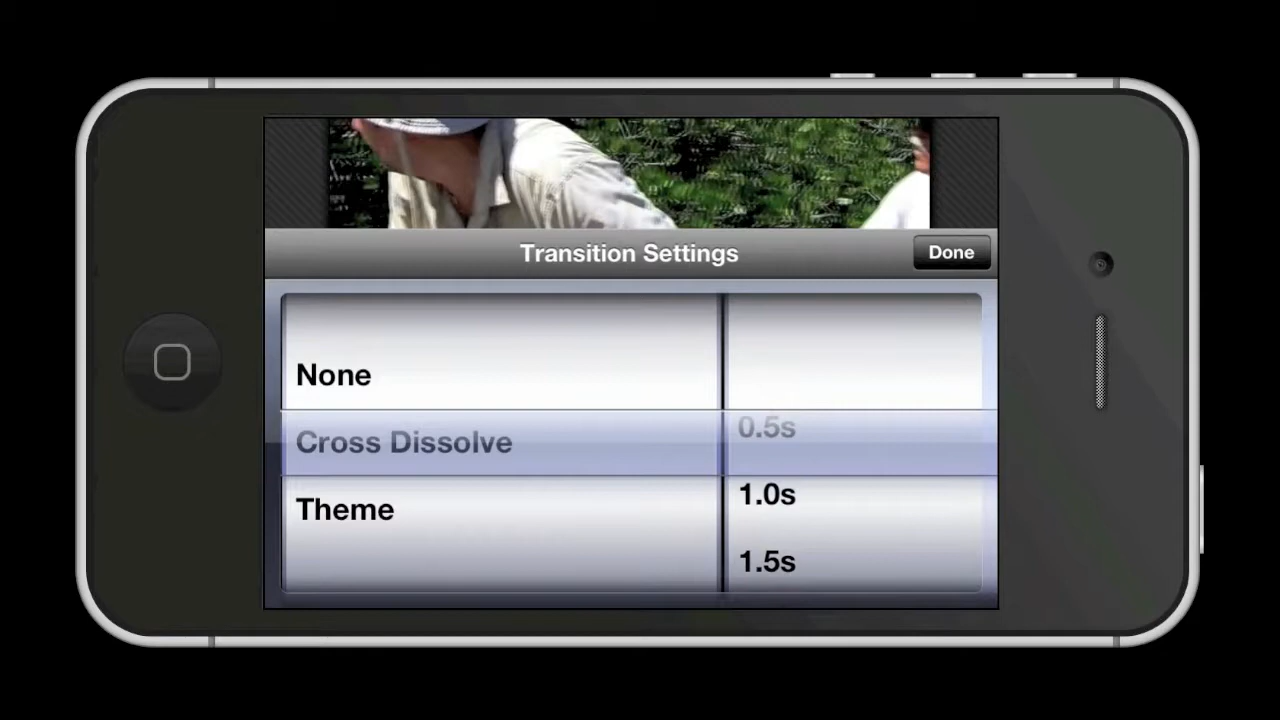 Transition Settings
Done
None
Cross Dissolve
Theme
0.5s
1.0s
1.5s